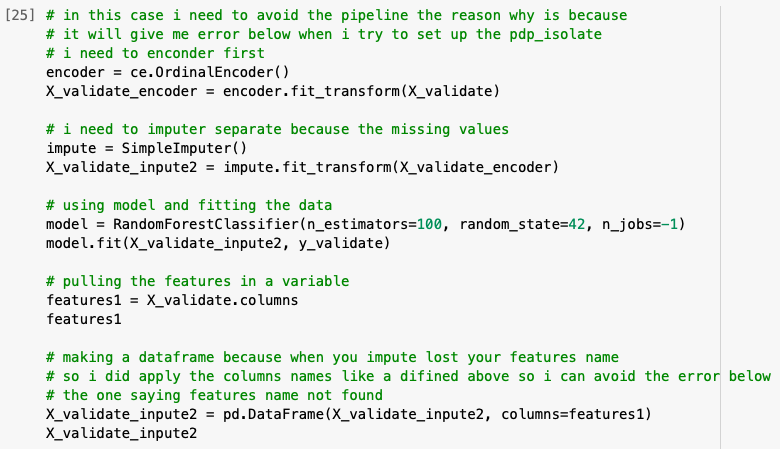 [25] # in this case i need to avoid the pipeline the reason why is because
# it will give me error below when i try to set up the pdp_isolate
# i need to enconder first
encoder = ce.OrdinalEncoder()
X_validate_encoder = encoder.fit_transform(X_validate)
# i need to imputer separate because the missing values
impute = SimpleImputer()
X_validate_inpute2 = impute.fit_transform(X_validate_encoder)
# using model and fitting the data
model = RandomForestClassifier(n_estimators=100, random_state=42, n_jobs=-1)
model.fit(X_validate_inpute2, y_validate)
# pulling the features in a variable
features1 = X_validate.columns
features1
# making a dataframe because when you impute lost your features name
# so i did apply the columns names like a difined above so i can avoid the error below
# the one saying features name not found
X_validate_inpute2 = pd.DataFrame(X_validate_inpute2, columns=features1)
X_validate_inpute2